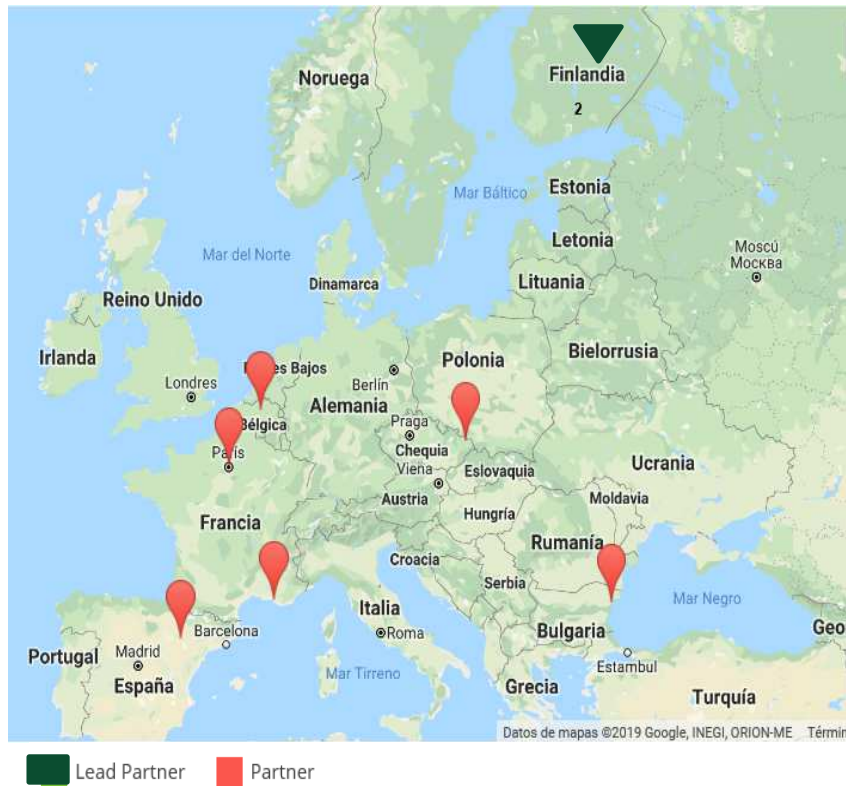 Noruega
Finlandia
2
Mar Báltico
Estonia
Letonia
Moscú
Москва
Mar del Norte
Dinamarca
Lituania
Reino Unido
Irlanda
Bielorrusia
Polonia
Bajos
Londres
Berlín
Alemania
Bélgica
Praga
Chequia
París
Viena
Eslovaquia
Ucrania
Austria
Hungría
Moldavia
Francia
Rumanía
Croacia
Serbia
Mar Negro
Italia
Roma
Barcelona
Bulgaria
Geo
Portugal
Madrid
España
Mar Tirreno
Estambul
Grecia
Turquía
Datos de mapas ©2019 Google, INEGI, ORION-ME Términ
Lead Partner
Partner